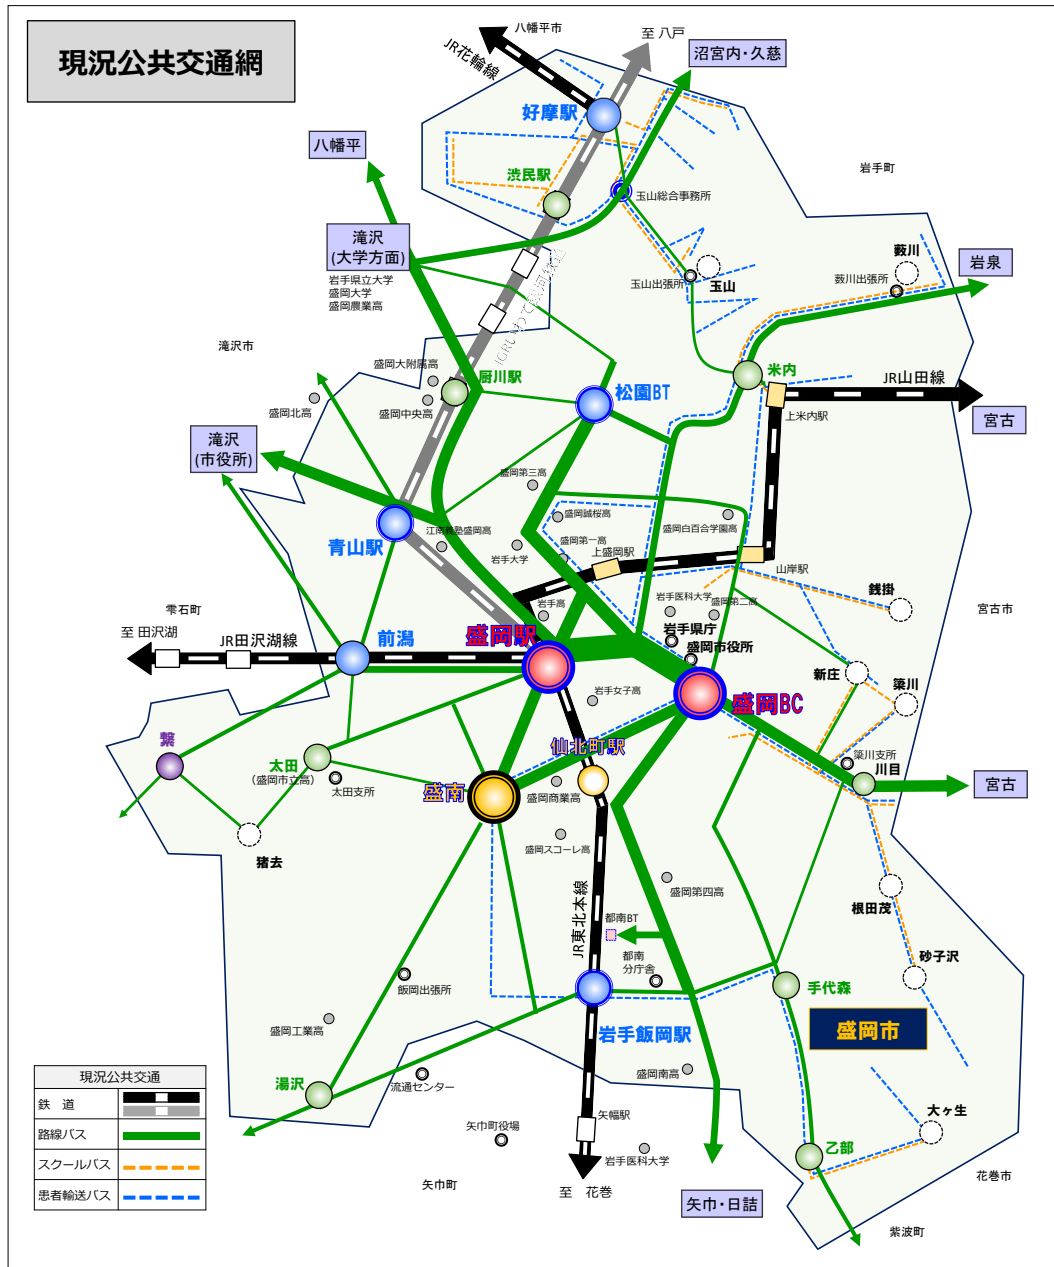 現況公共交通網
八幡平市
至 八戸
JR花輪線
沼宮内・久慈
好摩駅
八幡平
岩手町
渋民駅
玉山総合事務所
滝沢
(大学方面)
岩手県立大学
盛岡大学
盛岡農業高
藪川
岩泉
玉山出張所
玉山
藪川出張所
滝沢市
盛岡大附属高
厨川駅
米内
JR山田線
盛岡北高
盛岡中央高
松園BT
上米内駅
宮古
滝沢
(市役所)
盛岡第三高
盛岡誠桜高
盛岡白百合学園高
江南義塾盛岡高
青山駅
岩手大学
盛岡第一高
上盛岡駅
山岸駅
銭掛
雫石町
岩手高
岩手医科大学
盛岡第二高
宮古市
至 田沢湖
JR田沢湖線
前潟
盛岡駅
岩手県庁
盛岡市役所
新庄
簗川
岩手女子高
盛岡BC
繋
仙北町駅
太田
(盛岡市立高)
太田支所
盛南
盛岡商業高
簗川支所
川目
宮古
猪去
盛岡スコーレ高
盛岡第四高
根田茂
JR東北本線
都南BT
都南
分庁舎
砂子沢
飯岡出張所
手代森
盛岡工業高
岩手飯岡駅
盛岡市
湯沢
流通センター
盛岡南高
現況公共交通
鉄 道
路線バス
スクールバス
患者輸送バス
矢巾町役場
矢幅駅
大ヶ生
岩手医科大学
乙部
矢巾町
至 花巻
花巻市
矢巾・日詰
紫波町